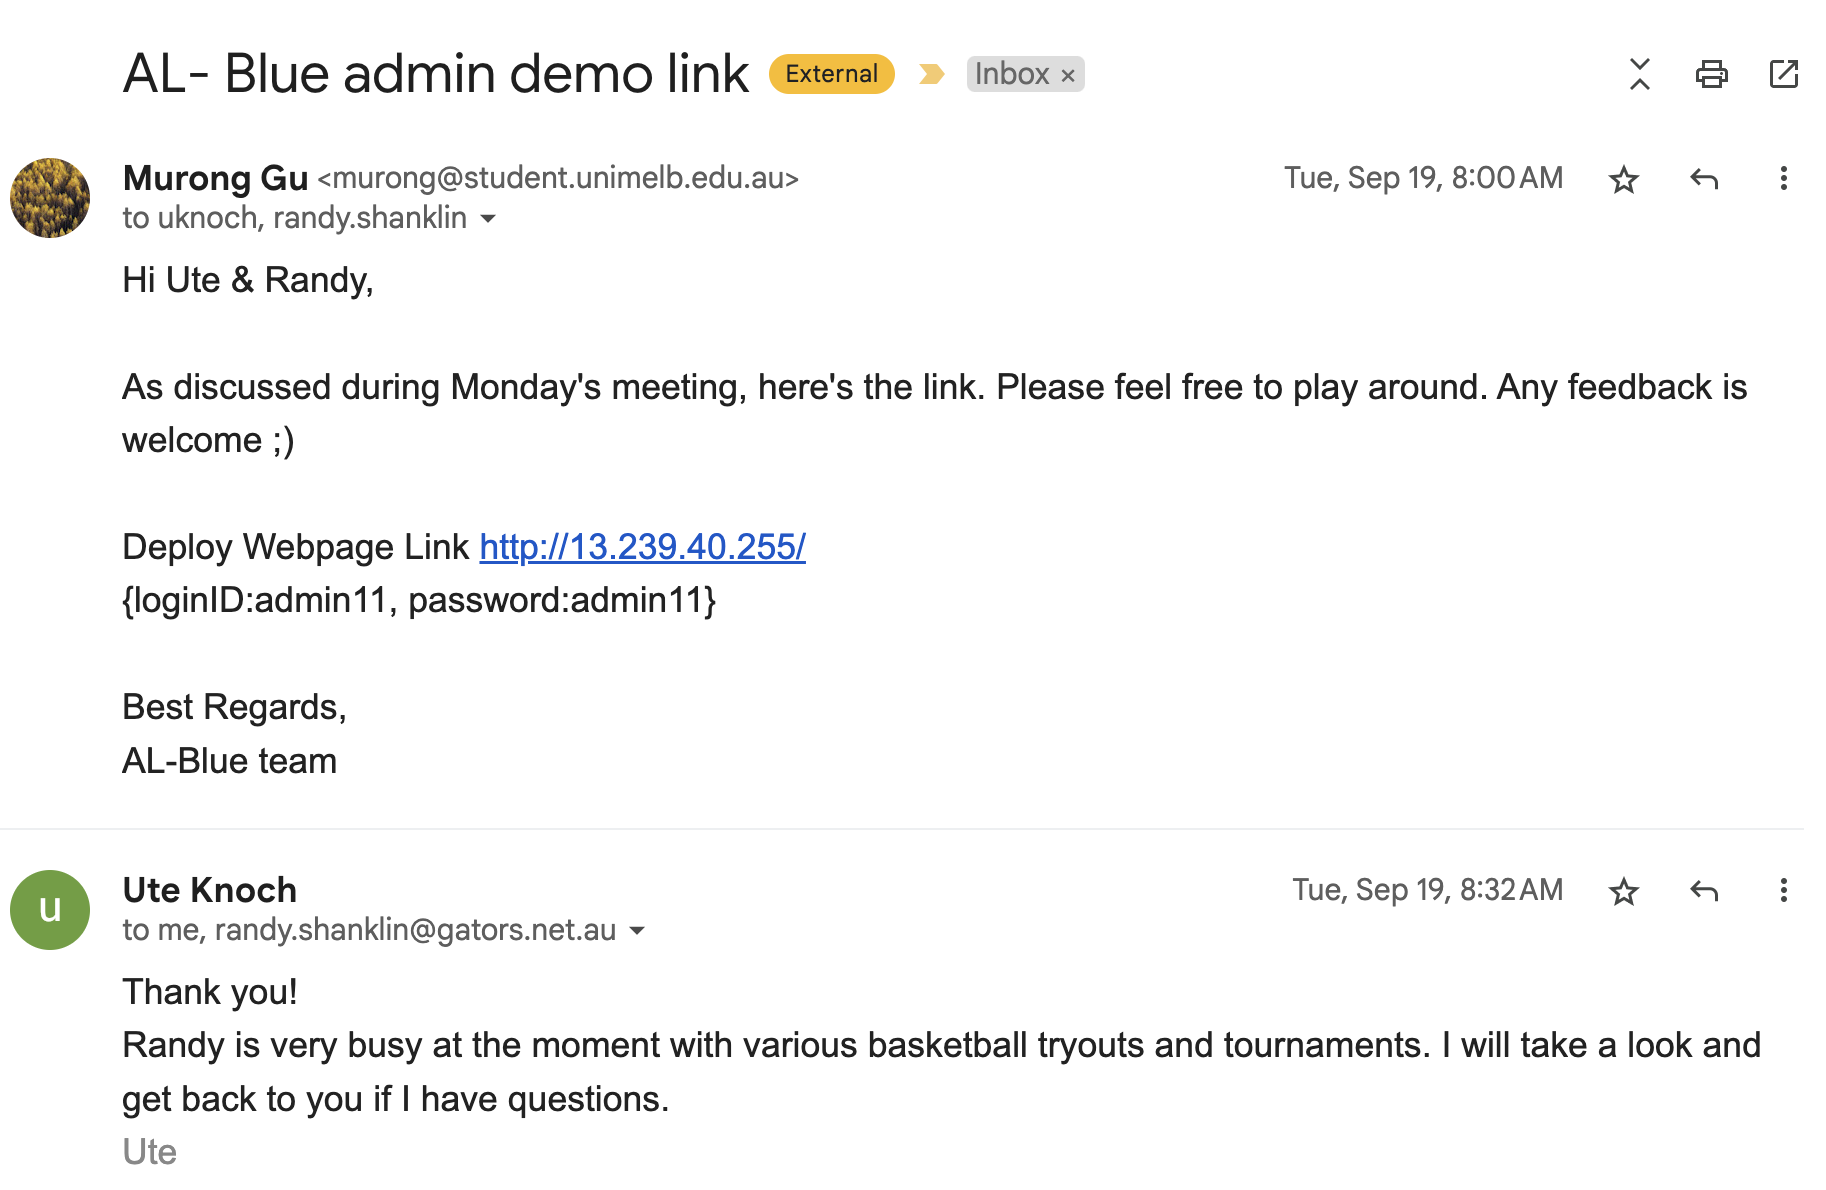 AL- Blue admin demo link External Inbox ×
Murong Gu <murong@student.unimelb.edu.au> Tue, Sep 19, 8:00 AM
to uknoch, randy.shanklin
Hi Ute & Randy,
As discussed during Monday's meeting, here's the link. Please feel free to play around. Any feedback is
welcome ;)
Deploy Webpage Link http://13.239.40.255/
{loginID:admin11, password:admin11}
Best Regards,
AL-Blue team
u
Ute Knoch Tue, Sep 19, 8:32 AM
to me, randy.shanklin@gators.net.au
Thank you!
Randy is very busy at the moment with various basketball tryouts and tournaments. I will take a look and
get back to you if I have questions.
Ute